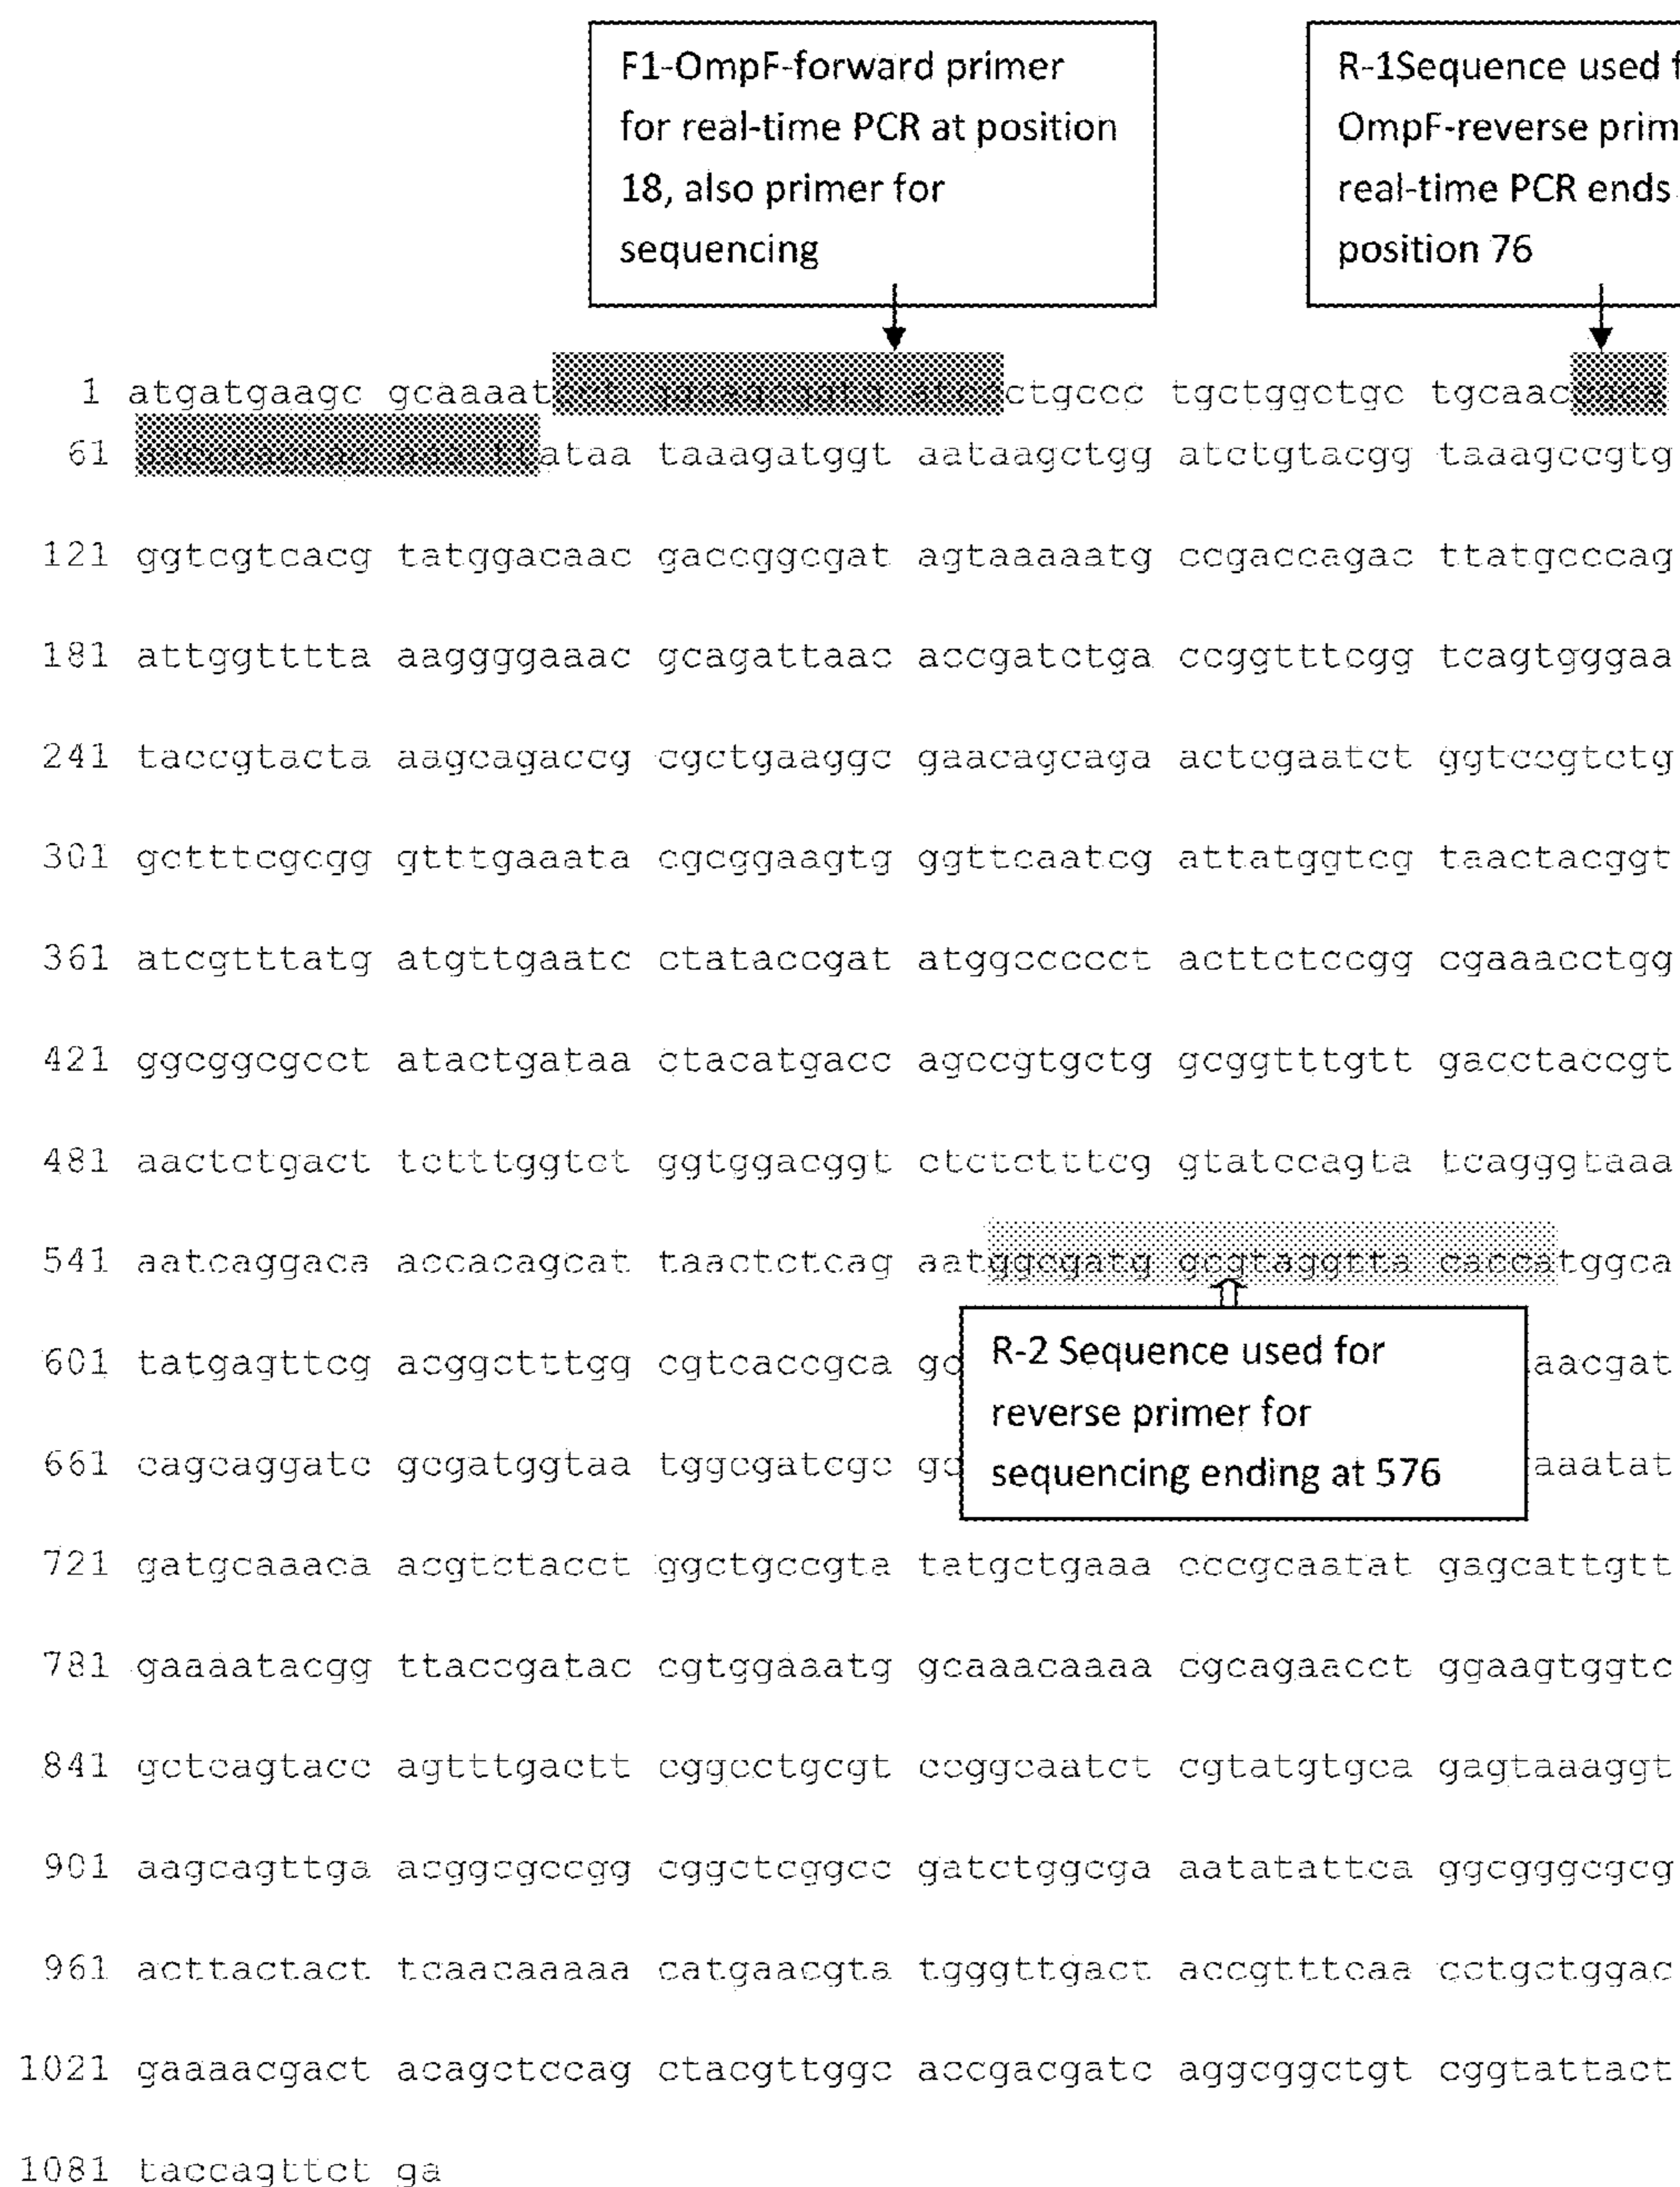 F1-OmpF-forward primer
for real-time PCR at position
18, also primer for
sequencing
R-1Sequence used f
OmpF-reverse prim
real-time PCR ends
position 76
1 atgatgaagc gcaaaat ctgccc tgctggctgc tgcaac
61 ataa taaagatggt aataagctgg atctgtacgg taaagccgtg
121 ggtcgtcacg tatggacaac gaccggcgat agtaaaaatg ccgaccagac ttatgcccag
181 attggtttta aaggggaaac gcagattaac accgatctga ccggtttcgg tcagtgggaa
241 taccgtacta aagcagaccg cgctgaaggc gaacagcaga actcgaatct ggtccgtctg
301 gctttcgcgg gtttgaaata cgcggaagtg ggttcaatcg attatggtcg taactacggt
361 atcgtttatg atgttgaatc ctataccgat atggccccct acttctccgg cgaaacctgg
421 ggcggcgcct atactgataa ctacatgacc agccgtgctg gcggtttgtt gacctaccgt
481 aactctgact tctttggtct ggtggacggt ctctctttcg gtatccagta tcagggtaaa
541 aatcaggaca accacagcat taactctcag aatggcgatg gcgtaggtta caccatggca
601 tatgagttcg acggctttgg cgtcaccgca gc aacgat
661 cagcaggatc gcgatggtaa tggcgatcgc gc aaatat
R-2 Sequence used for
reverse primer for
sequencing ending at 576
721 gatgcaaaca acgtctacct ggctgccgta tatgctgaaa cccgcaatat gagcattgtt
781 gaaaatacgg ttaccgatac cgtggaaatg gcaaacaaaa cgcagaacct ggaagtggtc
841 gctcagtacc agtttgactt cggcctgcgt ccggcaatct cgtatgtgca gagtaaaggt
901 aagcagttga acggcgccgg cggctcggcc gatctggcga aatatattca ggcgggcgcg
961 acttactact tcaacaaaaa catgaacgta tgggttgact accgtttcaa cctgctggac
1021 gaaaacgact acagctccag ctacgttggc accgacgatc aggcggctgt cggtattact
1081 taccagttct ga